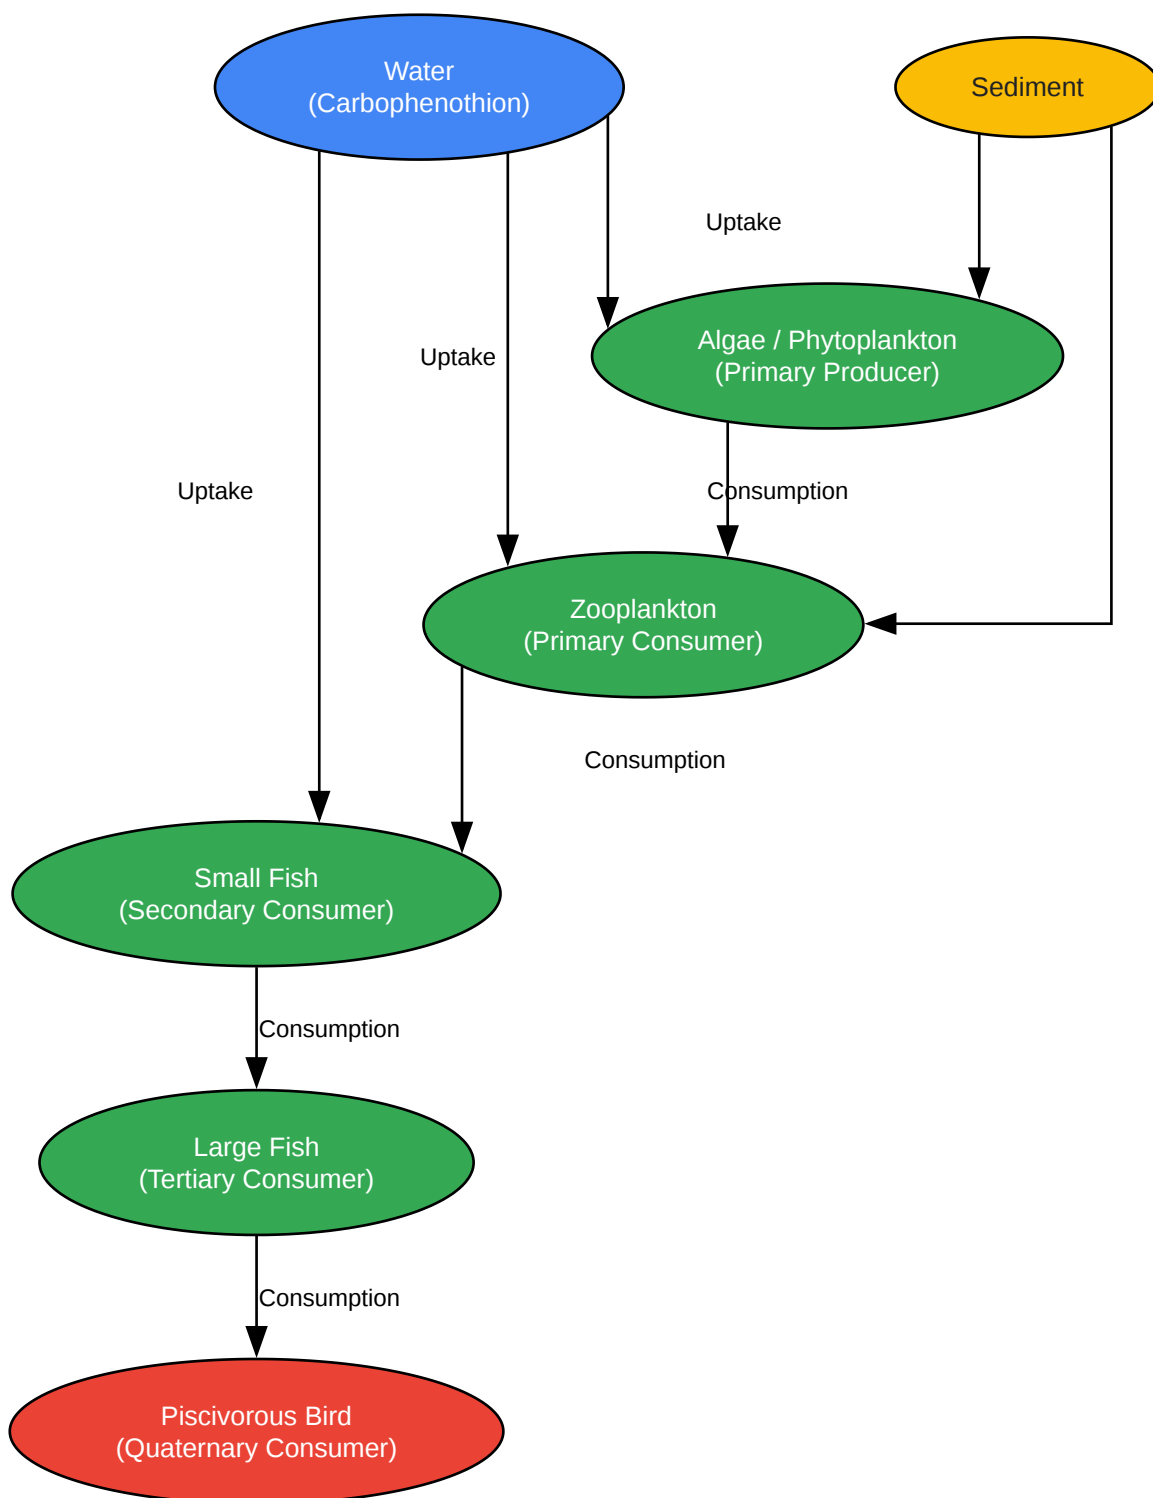 Water
(Carbophenothion)
Sediment
Uptake
Algae / Phytoplankton
(Primary Producer)
Uptake
Uptake
Consumption
Zooplankton
(Primary Consumer)
Consumption
Small Fish
(Secondary Consumer)
Consumption
Large Fish
(Tertiary Consumer)
Consumption
Piscivorous Bird
(Quaternary Consumer)